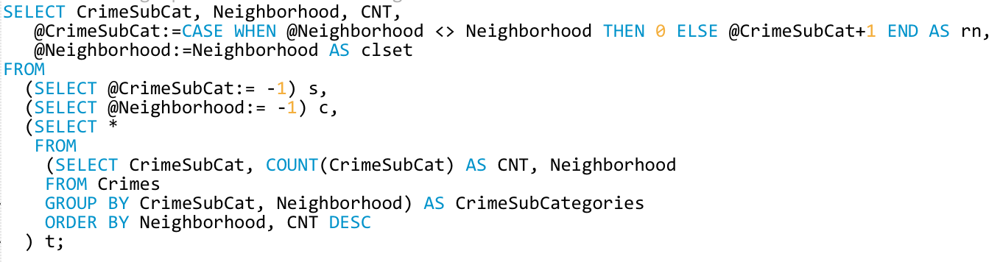 SELECT CrimeSubCat, Neighborhood, CNT,
@CrimeSubCat:=CASE WHEN @Neighborhood <> Neighborhood THEN 0 ELSE @CrimeSubCat+1 END AS rn,
@Neighborhood:=Neighborhood AS clset
FROM
(SELECT @CrimeSubCat:= -1) s,
(SELECT @Neighborhood:= -1) c,
(SELECT *
FROM
(SELECT CrimeSubCat, COUNT(CrimeSubCat) AS CNT, Neighborhood
FROM Crimes
GROUP BY CrimeSubCat, Neighborhood) AS CrimeSubCategories
ORDER BY Neighborhood, CNT DESC
) t;